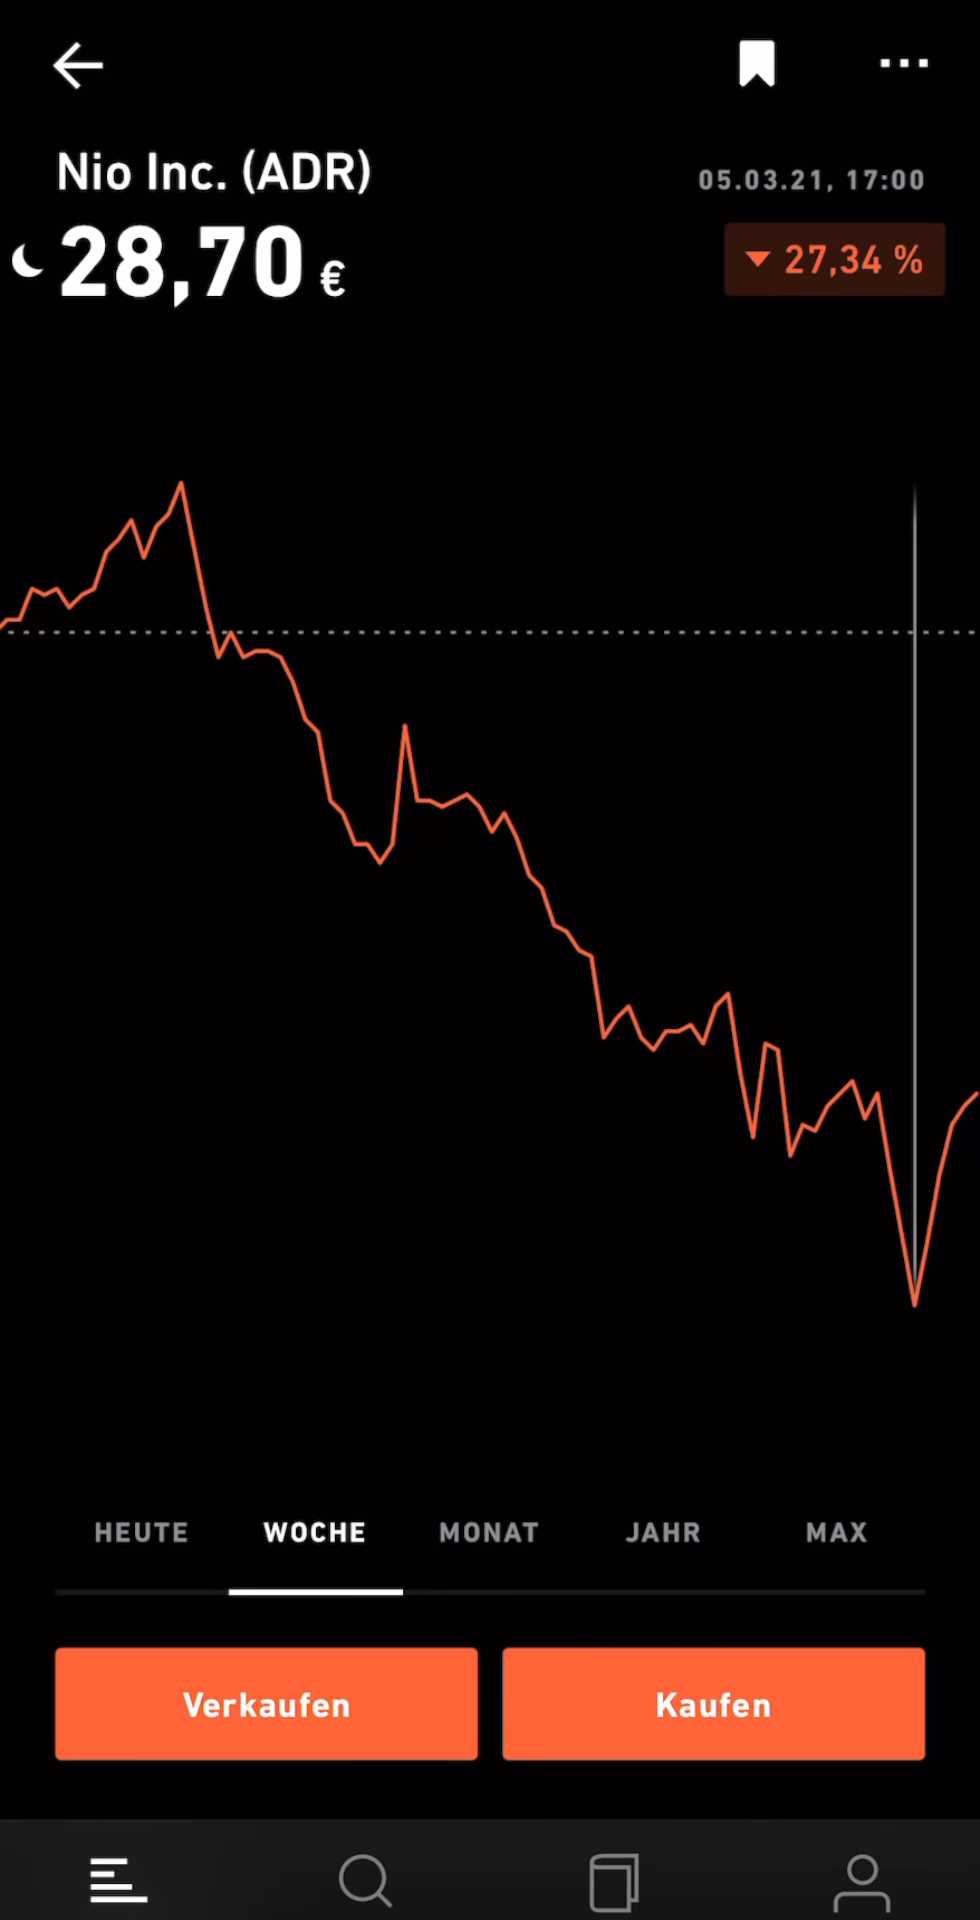 Nio Inc. (ADR)
05.03.21, 17:00
28,70 €
27,34 %
HEUTE
WOCHE
MONAT
JAHR
MAX
Verkaufen
Kaufen